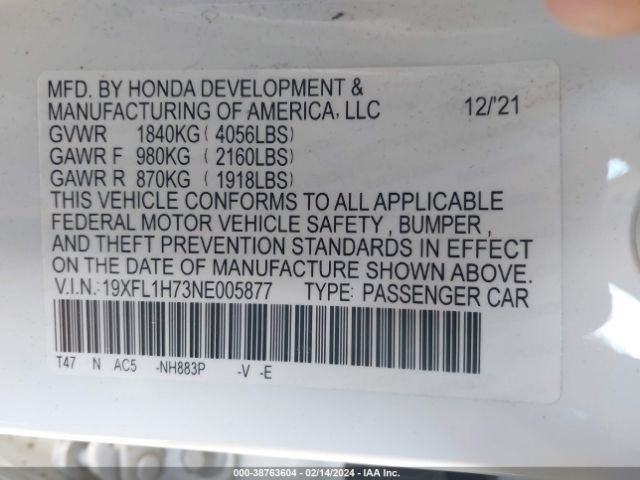 MFD. BY HONDA DEVELOPMENT &
MANUFACTURING OF AMERICA, LLC 12/'21
GVWR 1840KG ( 4056LBS)
GAWR F 980KG ( 2160LBS)
GAWR R 870KG ( 1918LBS)
THIS VEHICLE CONFORMS TO ALL APPLICABLE
FEDERAL MOTOR VEHICLE SAFETY , BUMPER ,
AND THEFT PREVENTION STANDARDS IN EFFECT
ON THE DATE OF MANUFACTURE SHOWN ABOVE.
V.I.N.:19XFL1H73NE005877 TYPE: PASSENGER CAR
T47 N AC5 -NH883P -V -E
000-38763604 - 02/14/2024 - IAA Inc.